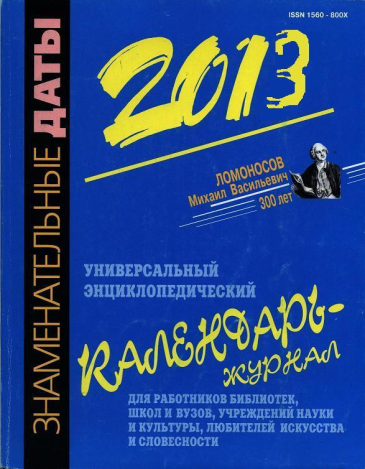 ISSN 1560 - 800X
2013
ЗНАМЕНАТЕЛЬНЫЕ ДАТЫ
ЛОМОНОСОВ
Михаил Васильевич
300 лет
УНИВЕРСАЛЬНЫЙ
ЭНЦИКЛОПЕДИЧЕСКИЙ
КАЛЕНДАРЬ-
ЖУРНАЛ
ДЛЯ РАБОТНИКОВ БИБЛИОТЕК,
ШКОЛ И ВУЗОВ, УЧРЕЖДЕНИЙ НАУКИ
И КУЛЬТУРЫ, ЛЮБИТЕЛЕЙ ИСКУССТВА
И СЛОВЕСНОСТИ